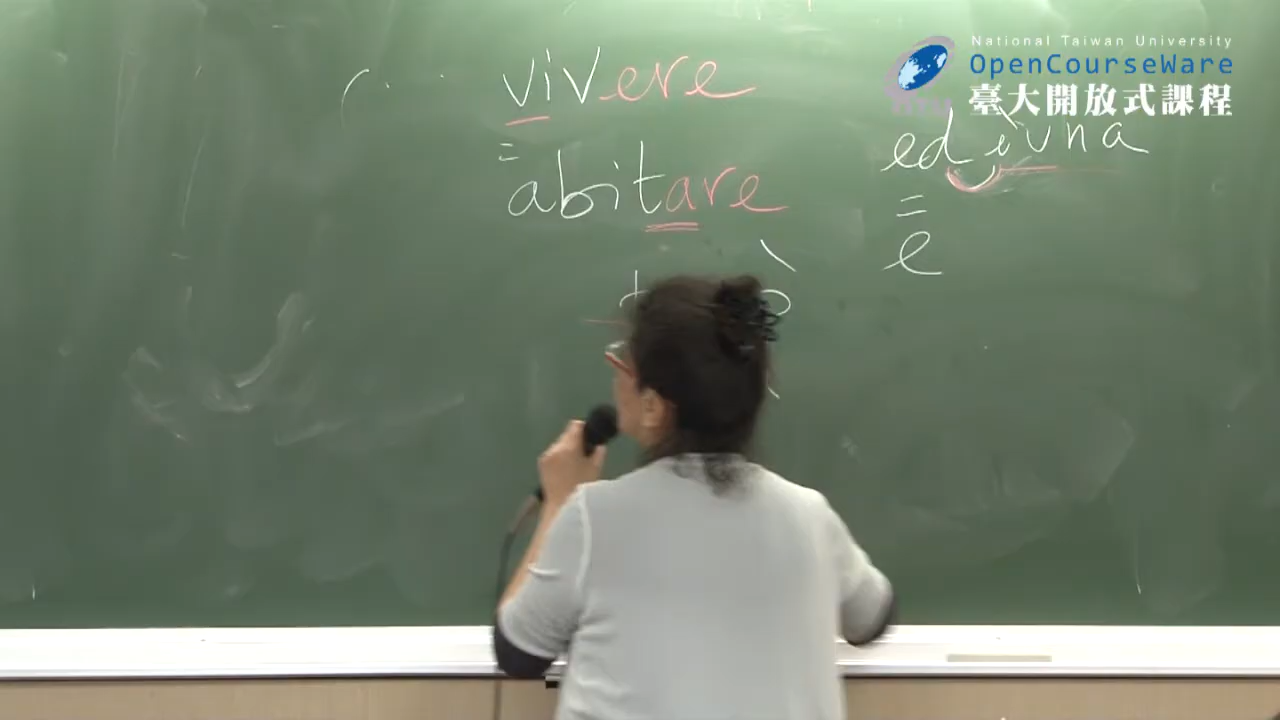 vivere
=
abitare
National Taiwan University
OpenCourseWare
臺大開放式課程
ed è una
=
e